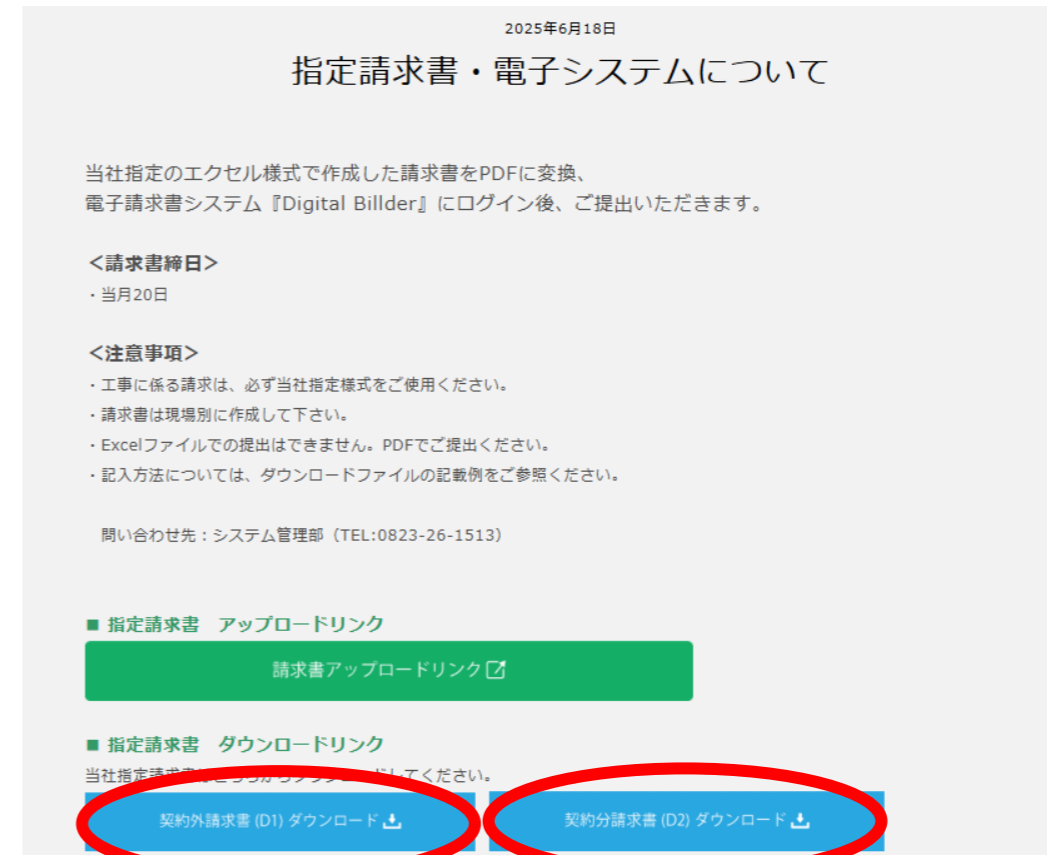 2025年6月18日
指定請求書・電子システムについて
当社指定のエクセル様式で作成した請求書をPDFに変換、
電子請求書システム『Digital Billder』にログイン後、ご提出いただきます。
＜請求書締日＞
・当月20日
＜注意事項＞
・工事に係る請求は、必ず当社指定様式をご使用ください。
・請求書は現場別に作成して下さい。
・Excelファイルでの提出はできません。PDFでご提出ください。
・記入方法については、ダウンロードファイルの記載例をご参照ください。
問い合わせ先：システム管理部（TEL:0823-26-1513）
■ 指定請求書　アップロードリンク
請求書アップロードリンク
■ 指定請求書　ダウンロードリンク
当社指定請求書はこちらからダウンロードしてください。
契約外請求書 (D1) ダウンロード
契約分請求書 (D2) ダウンロード